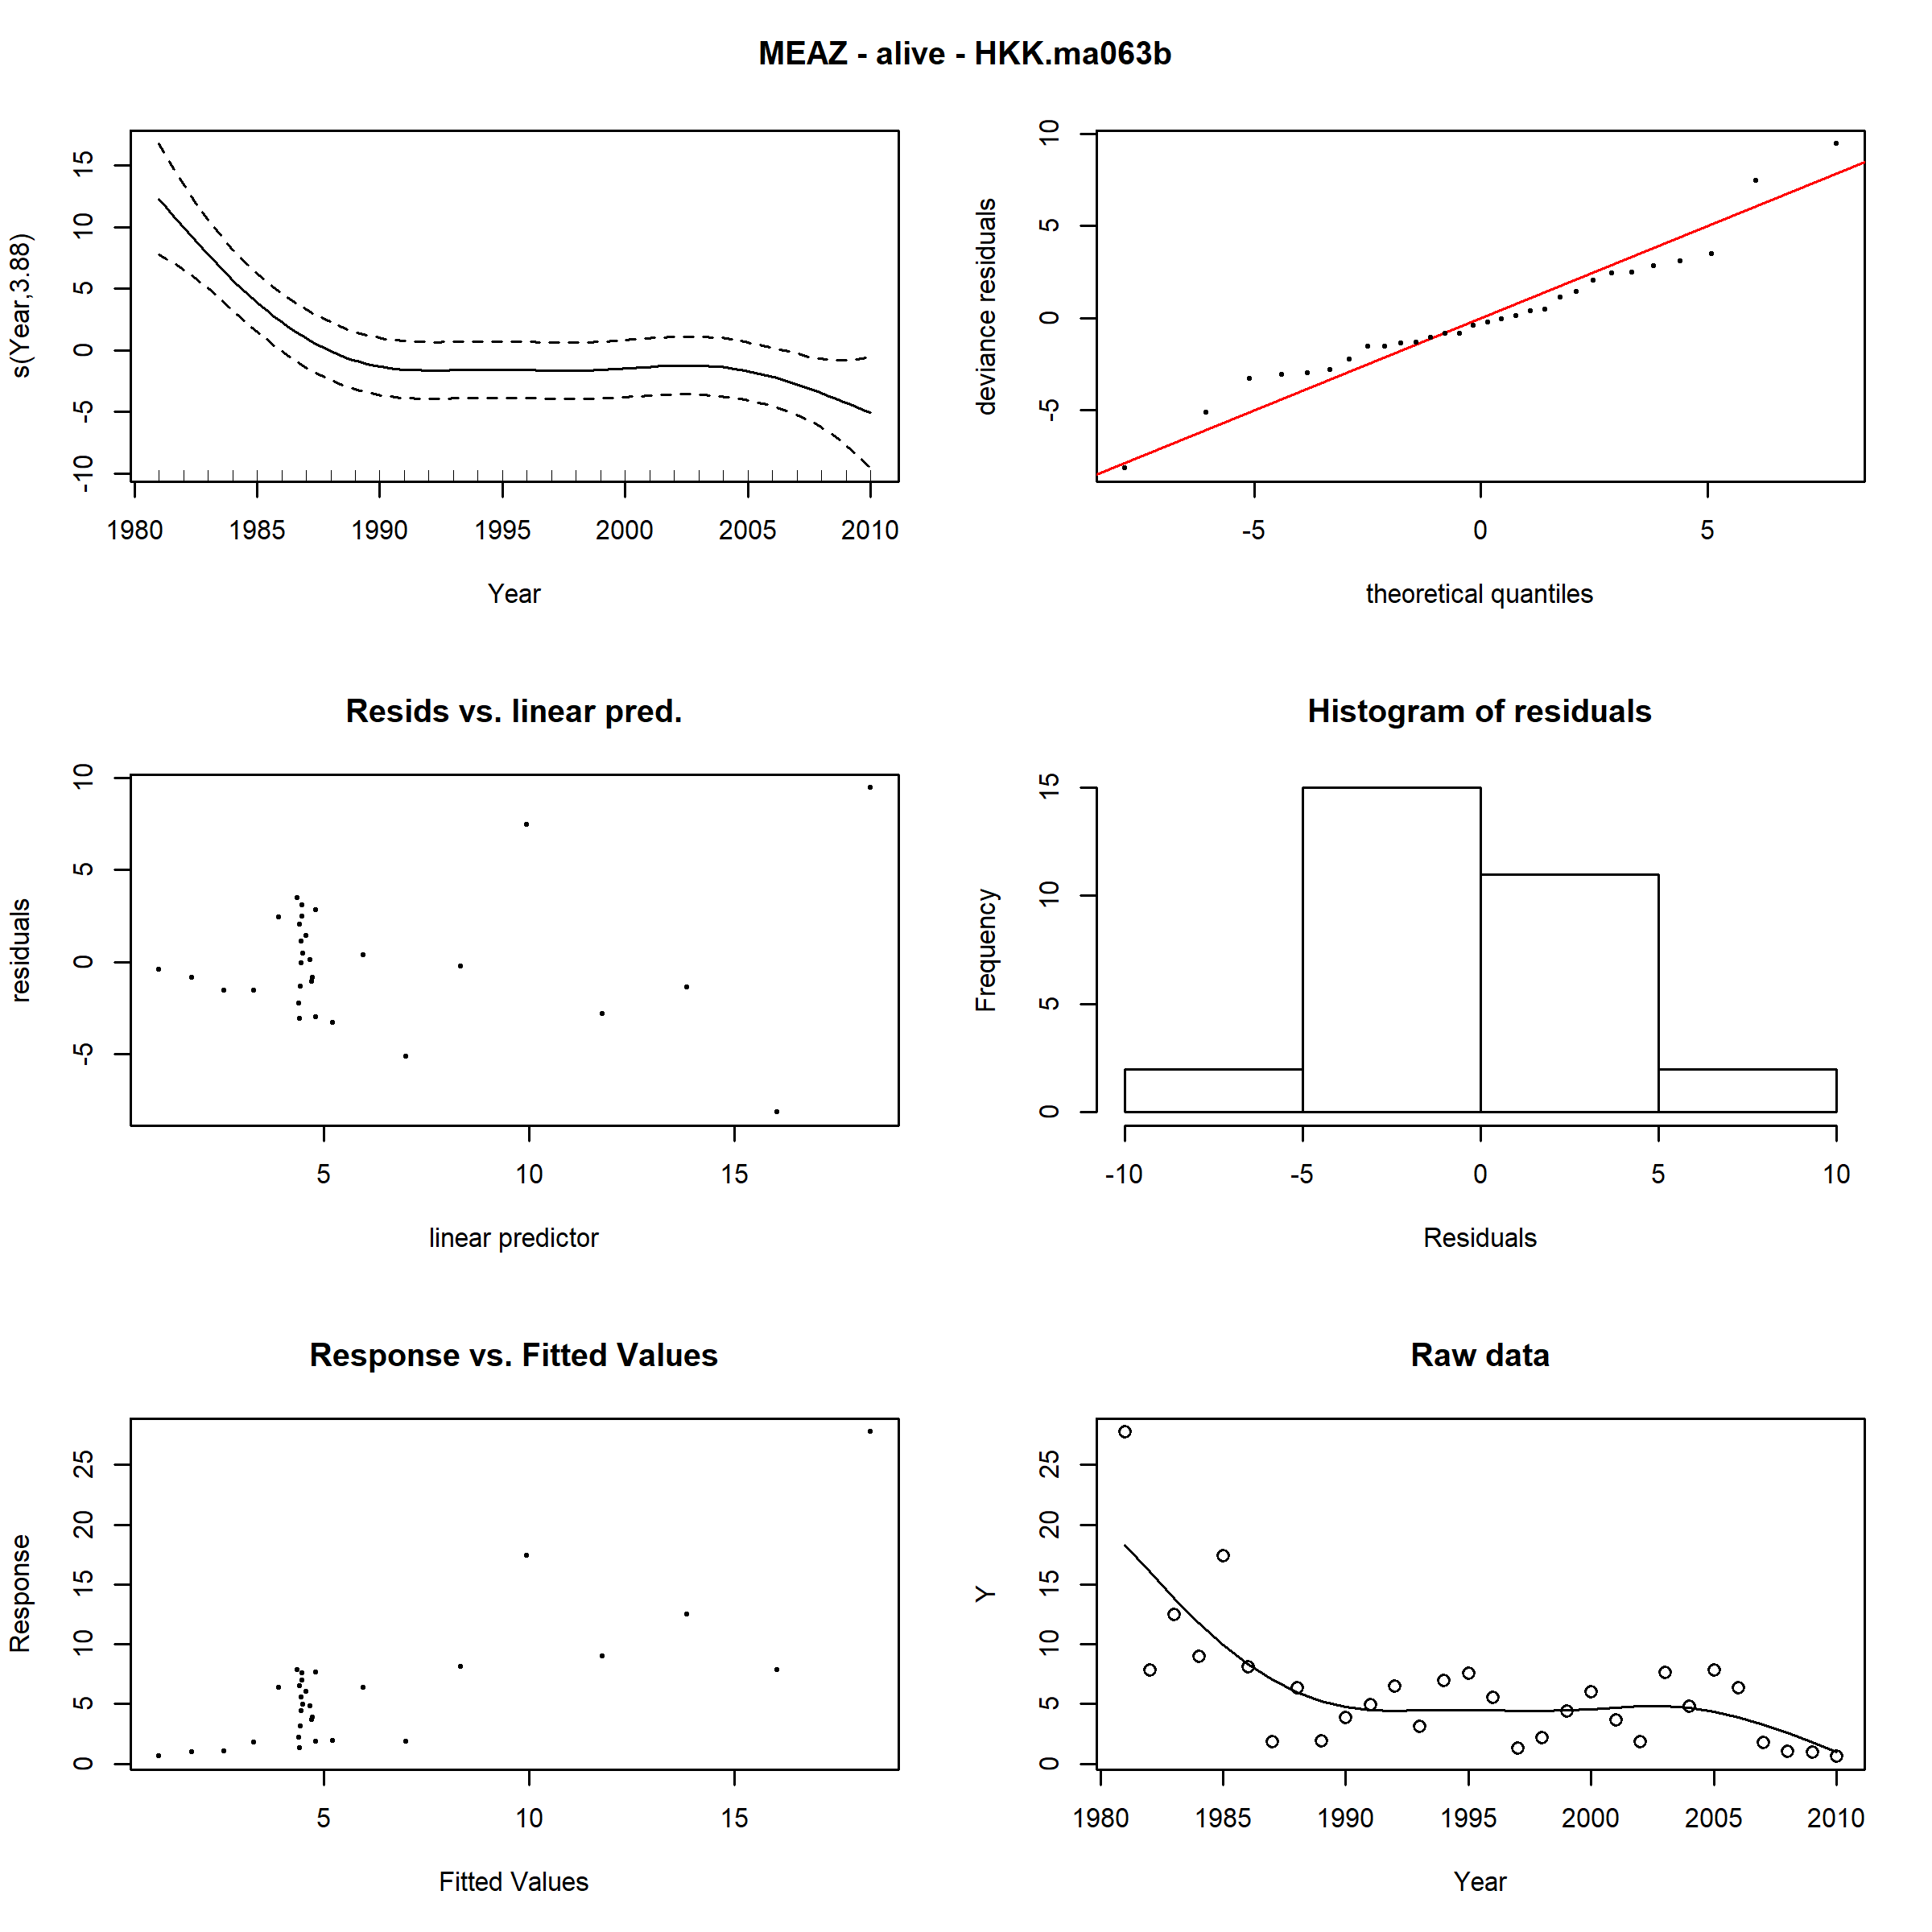 MEAZ - alive - HKK.ma063b
s(Year,3.88)
15
10
5
0
-5
-10
1980 1985 1990 1995 2000 2005 2010
Year
deviance residuals
10
5
0
-5
-5 0 5
theoretical quantiles
Resids vs. linear pred.
residuals
10
5
0
-5
5 10 15
linear predictor
Histogram of residuals
Frequency
15
10
5
0
-10 -5 0 5 10
Residuals
Response vs. Fitted Values
Response
25
20
15
10
5
0
5 10 15
Fitted Values
Raw data
Y
25
20
15
10
5
0
1980 1985 1990 1995 2000 2005 2010
Year